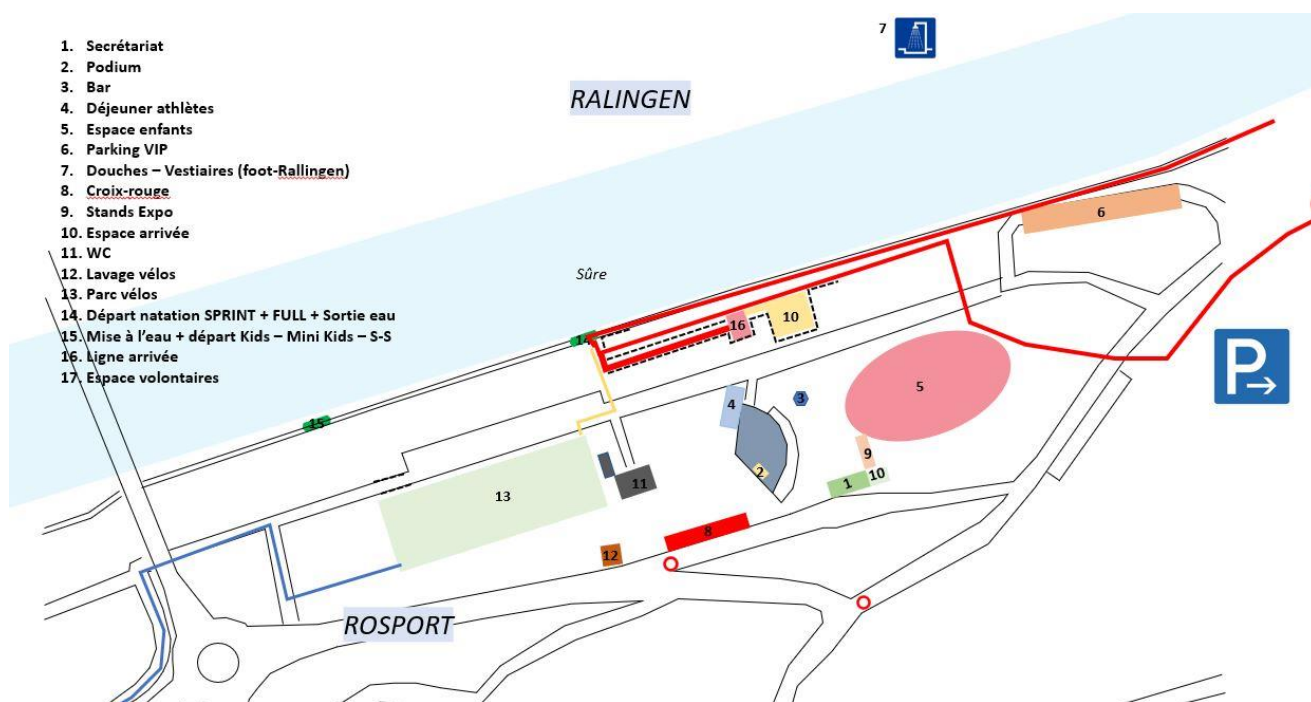 1. Secrétariat
2. Podium
3. Bar
4. Déjeuner athlètes
5. Espace enfants
6. Parking VIP
7. Douches – Vestiaires (foot-Rallingen)
8. Croix-rouge
9. Stands Expo
10. Espace arrivée
11. WC
12. Lavage vélos
13. Parc vélos
14. Départ natation SPRINT + FULL + Sortie eau
15. Mise à l'eau + départ Kids – Mini Kids – S-S
16. Ligne arrivée
17. Espace volontaires
7
RALINGEN
6
Sûre
10
16
14
5
3
4
15
9
2
10
1
11
13
8
12
ROSPORT
P